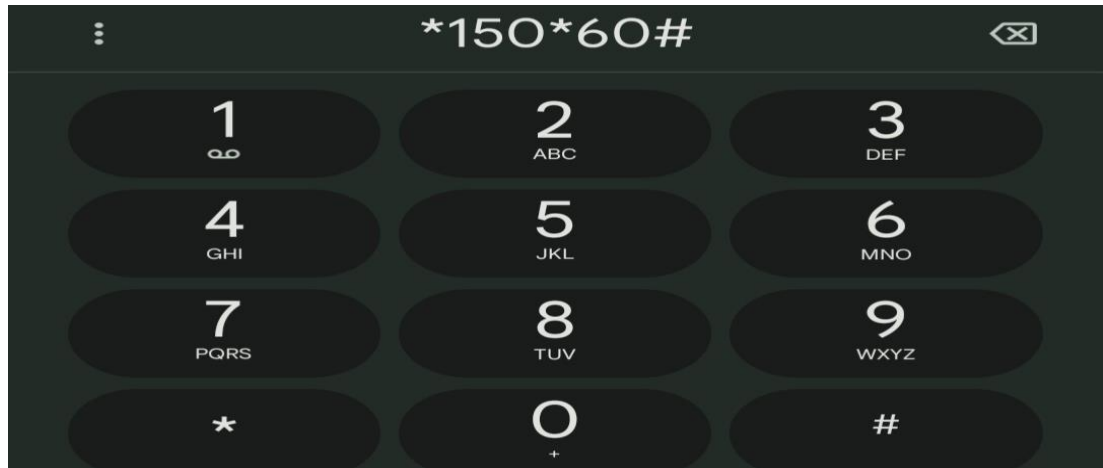 *150*60#
1 2 3
ABC DEF
4 5 6
GHI JKL MNO
7 8 9
PQRS TUV WXYZ
* 0 #
+